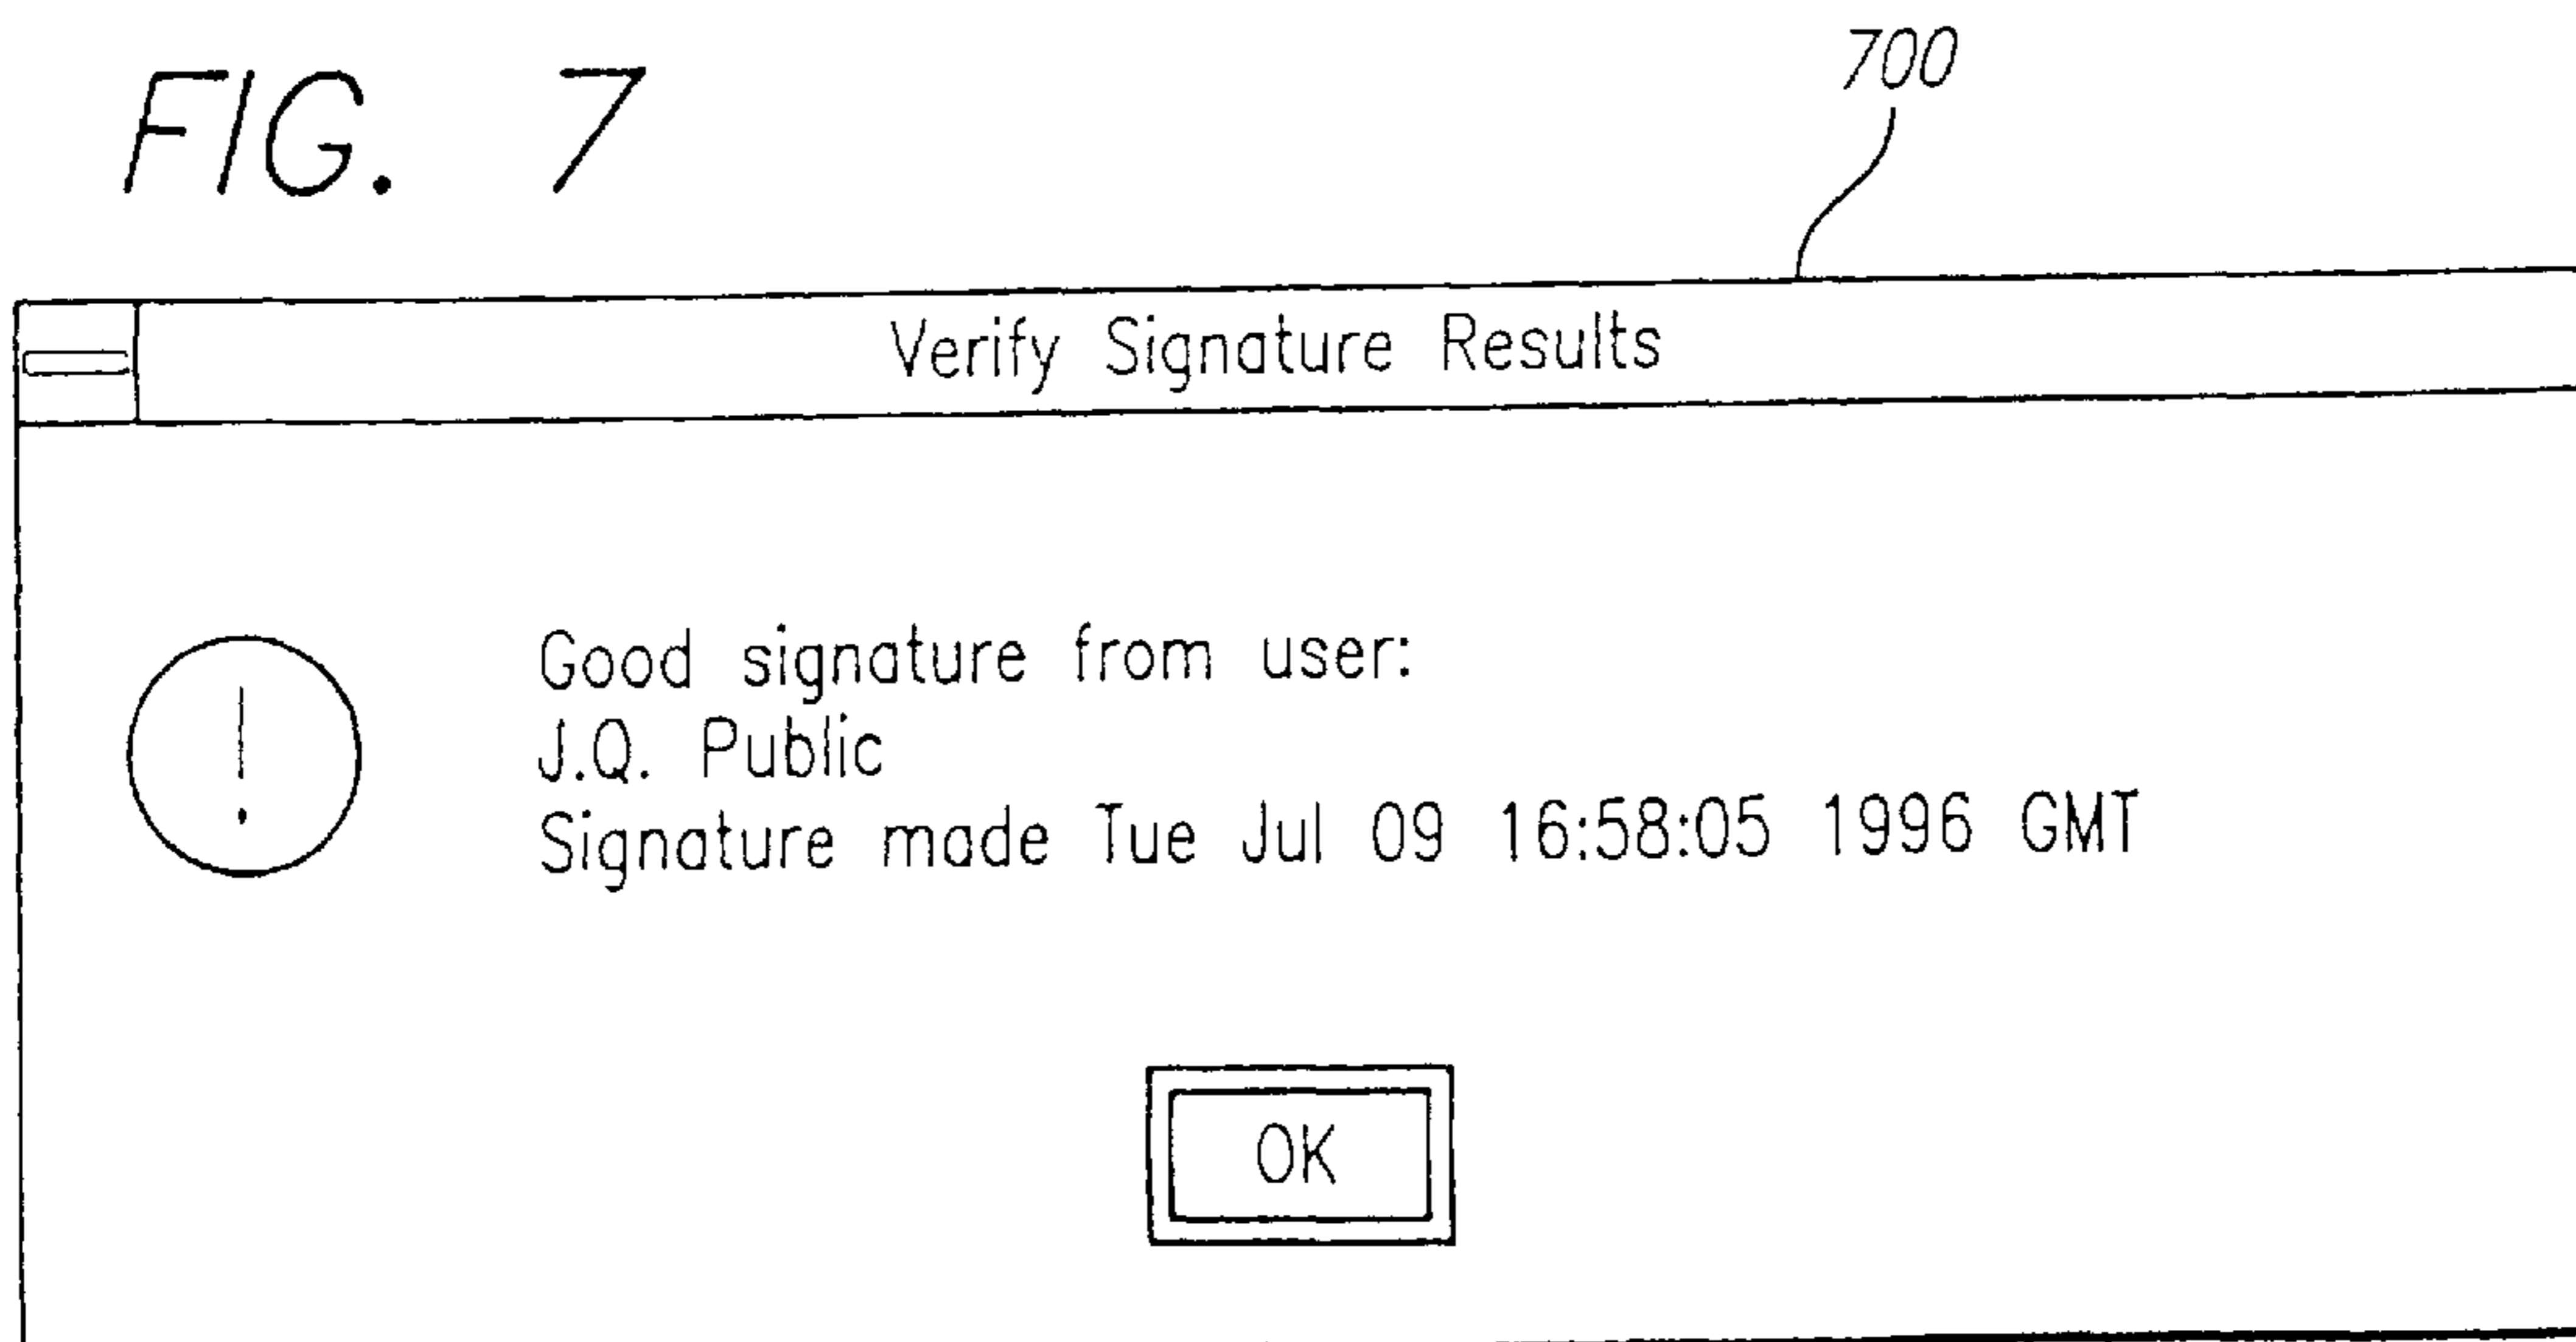 FIG. 7
700
Verify Signature Results
!
Good signature from user:
J.Q. Public
Signature made Tue Jul 09 16:58:05 1996 GMT
OK